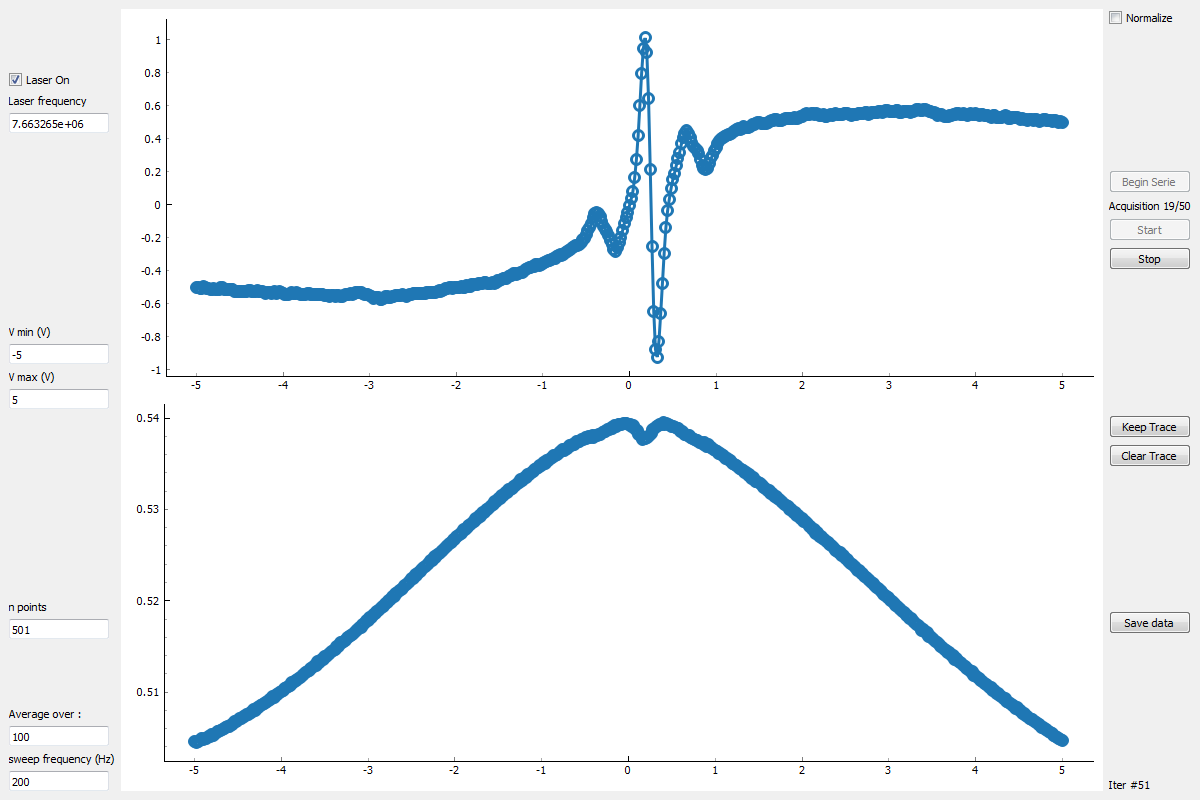 Normalize
Laser On
Laser frequency
7.663265e+06
1
0.8
0.6
0.4
0.2
0
-0.2
-0.4
-0.6
-0.8
-1
-5 -4 -3 -2 -1 0 1 2 3 4 5
Begin Serie
Acquisition 19/50
Start
Stop
V min (V)
-5
V max (V)
5
0.54
0.53
0.52
0.51
-5 -4 -3 -2 -1 0 1 2 3 4 5
Keep Trace
Clear Trace
n points
501
Save data
Average over :
100
sweep frequency (Hz)
200
Iter #51